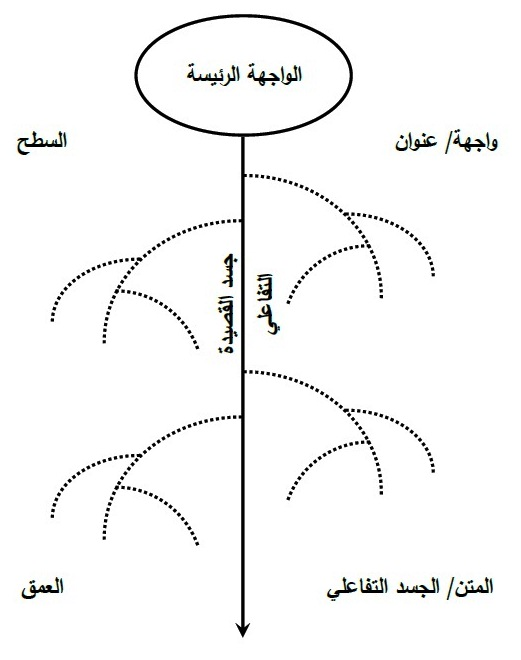 الواجهة الرئيسة
واجهة/ عنوان
السطح
جسد القصيدة
التفاعلي
المتن/ الجسد التفاعلي
العمق